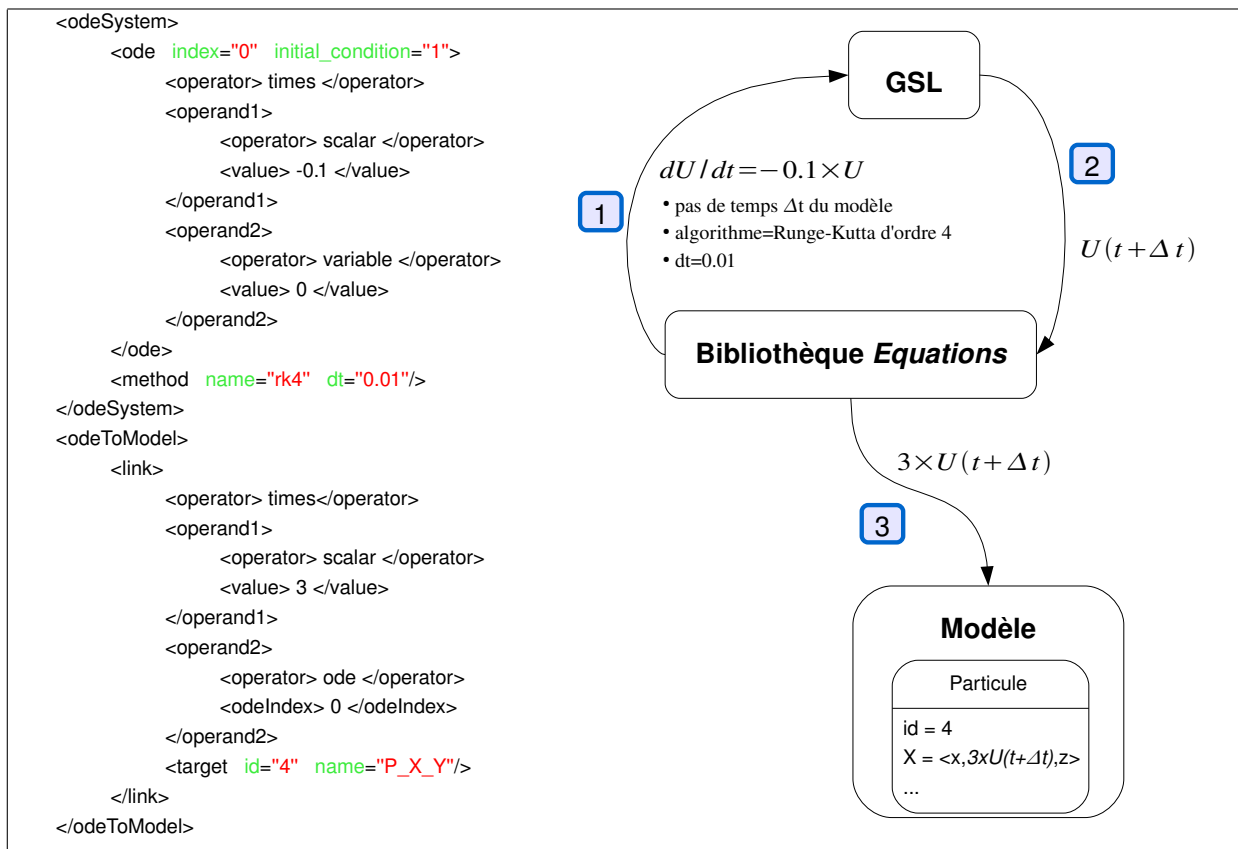 <odeSystem>
<ode index="0" initial_condition="1">
<operator> times </operator>
<operand1>
<operator> scalar </operator>
<value> -0.1 </value>
</operand1>
<operand2>
<operator> variable </operator>
<value> 0 </value>
</operand2>
</ode>
<method name="rk4" dt="0.01"/>
</odeSystem>
<odeToModel>
<link>
<operator> times</operator>
<operand1>
<operator> scalar </operator>
<value> 3 </value>
</operand1>
<operand2>
<operator> ode </operator>
<odeIndex> 0 </odeIndex>
</operand2>
<target id="4" name="P_X_Y"/>
</link>
</odeToModel>
GSL
1
dU/dt=−0.1×U
• pas de temps Δt du modèle
• algorithme=Runge-Kutta d'ordre 4
• dt=0.01
2
U(t+Δt)
Bibliothèque Equations
3×U(t+Δt)
3
Modèle
Particule
id = 4
X = <x,3xU(t+Δt),z>
...